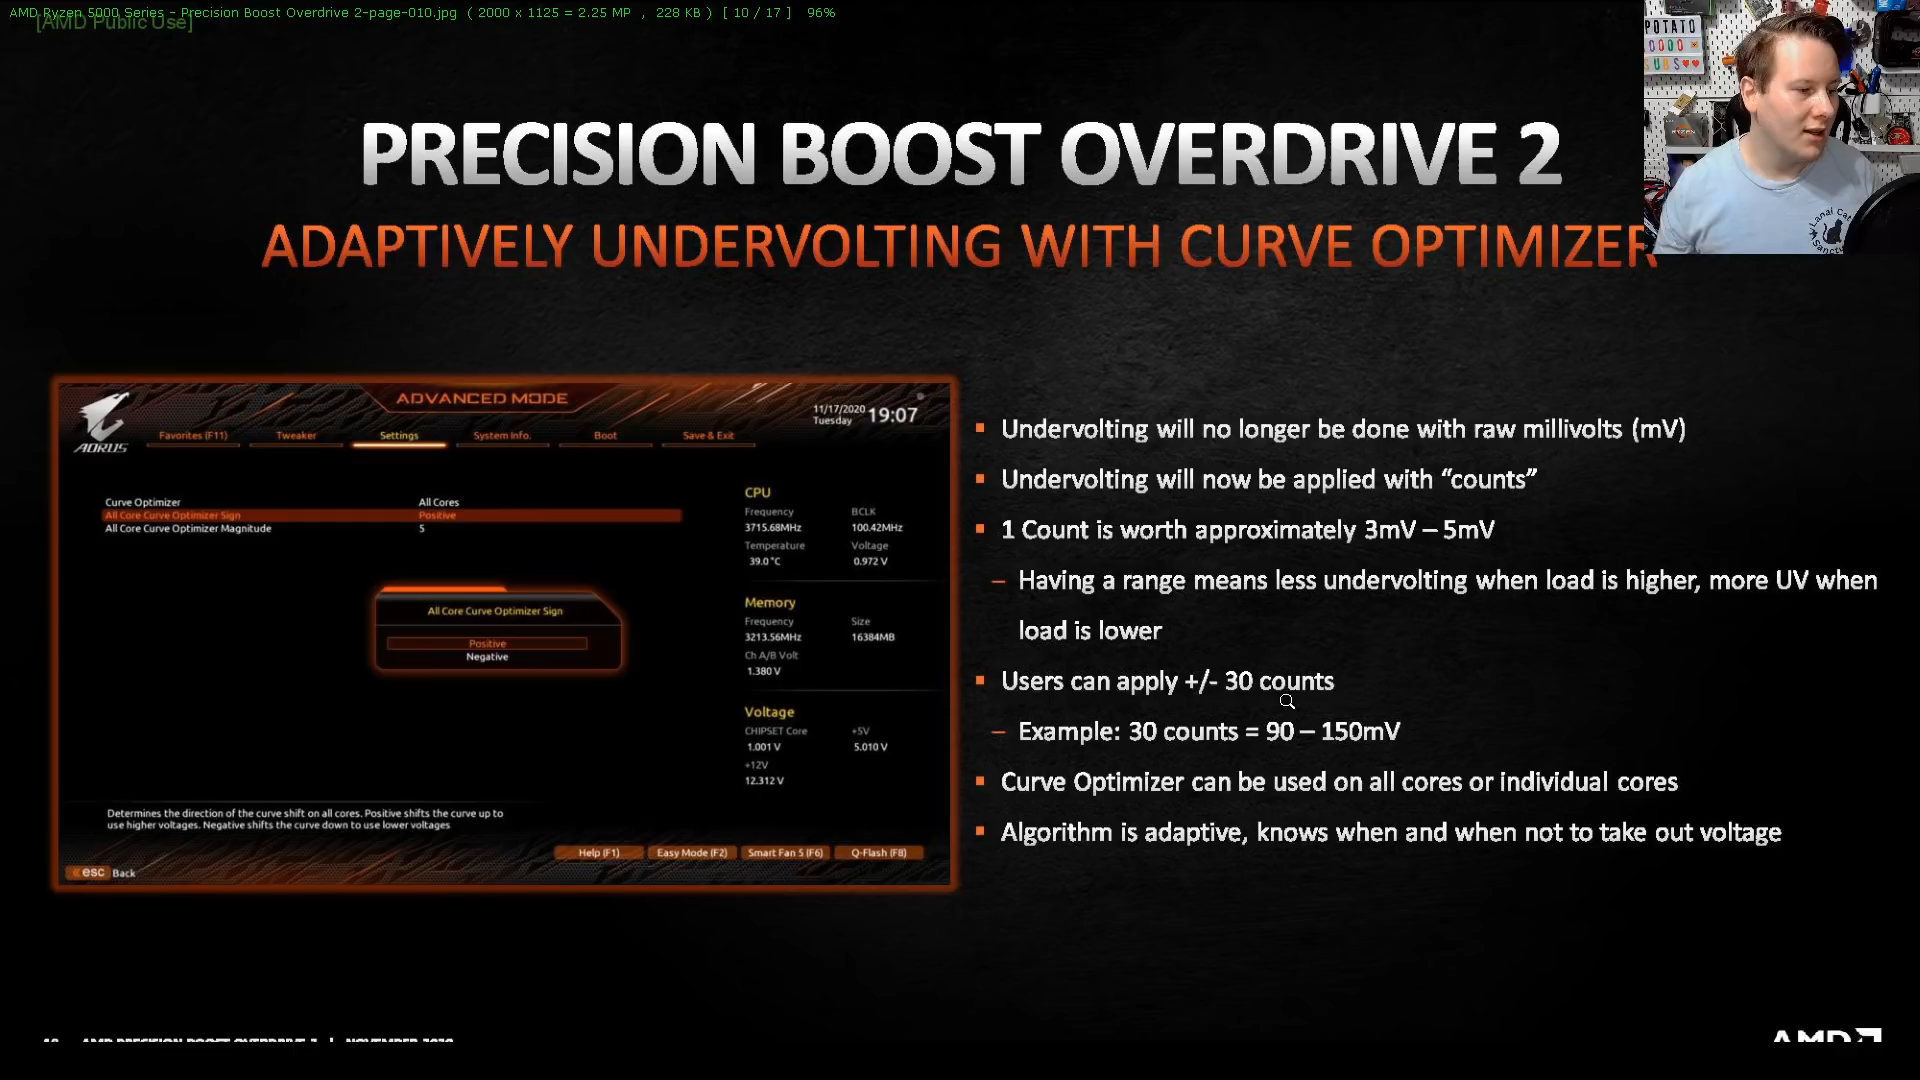 AMD Ryzen 5000 Series - Precision Boost Overdrive 2-page-010.jpg ( 2000 x 1125 = 2.25 MP , 228 KB ) [ 10 / 17 ] 96%
[AMD Public Use]
POTATO
SUBS
RYZEN
Lanai Cat
PRECISION BOOST OVERDRIVE 2
ADAPTIVELY UNDERVOLTING WITH CURVE OPTIMIZER
ADVANCED MODE
11/17/2020
Tuesday
19:07
AORUS
Favorites (F11)
Tweaker
Settings
System Info.
Boot
Save & Exit
Curve Optimizer All Cores
All Core Curve Optimizer Sign Positive
All Core Curve Optimizer Magnitude 5
All Core Curve Optimizer Sign
Positive
Negative
CPU
Frequency BCLK
3715.68MHz 100.42MHz
Temperature Voltage
39.0°C 0.972 V
Memory
Frequency Size
3213.56MHz 16384MB
Ch A/B Volt
1.380 V
Voltage
CHIPSET Core +5V
1.001 V 5.010 V
+12V
12.312 V
Determines the direction of the curve shift on all cores. Positive shifts the curve up to
use higher voltages. Negative shifts the curve down to use lower voltages
Help (F1)
Easy Mode (F2)
Smart Fan 5 (F6)
Q-Flash (F8)
esc Back
Undervolting will no longer be done with raw millivolts (mV)
Undervolting will now be applied with “counts”
1 Count is worth approximately 3mV – 5mV
– Having a range means less undervolting when load is higher, more UV when
load is lower
Users can apply +/- 30 counts
– Example: 30 counts = 90 – 150mV
Curve Optimizer can be used on all cores or individual cores
Algorithm is adaptive, knows when and when not to take out voltage
AMD PRECISION BOOST OVERDRIVE 2 | NOVEMBER 2020
AMD